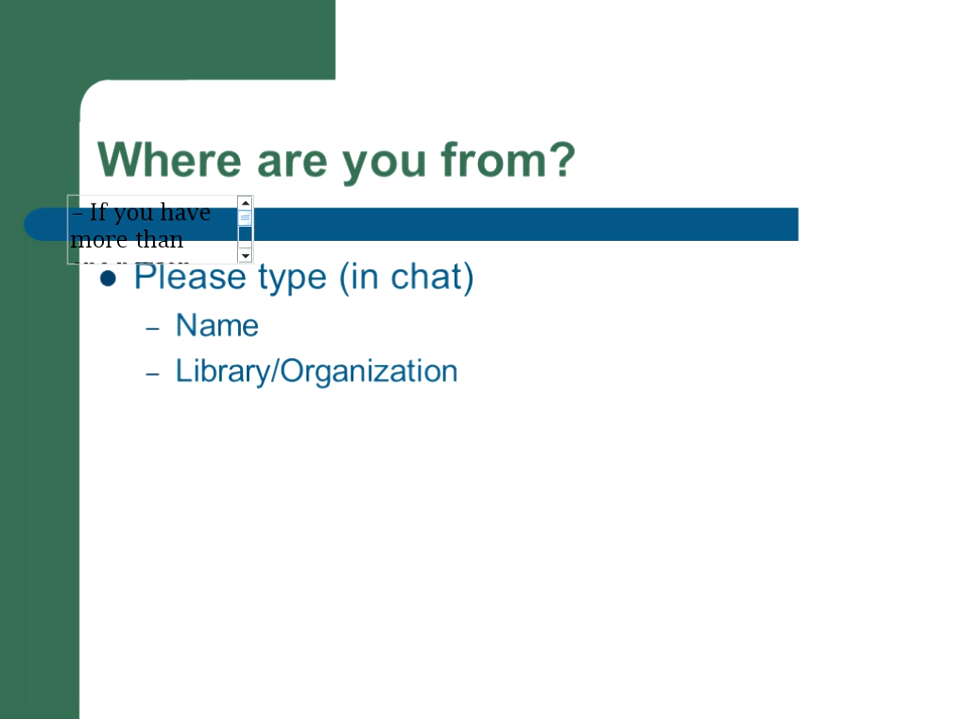 Where are you from?
– If you have
more than
● Please type (in chat)
– Name
– Library/Organization